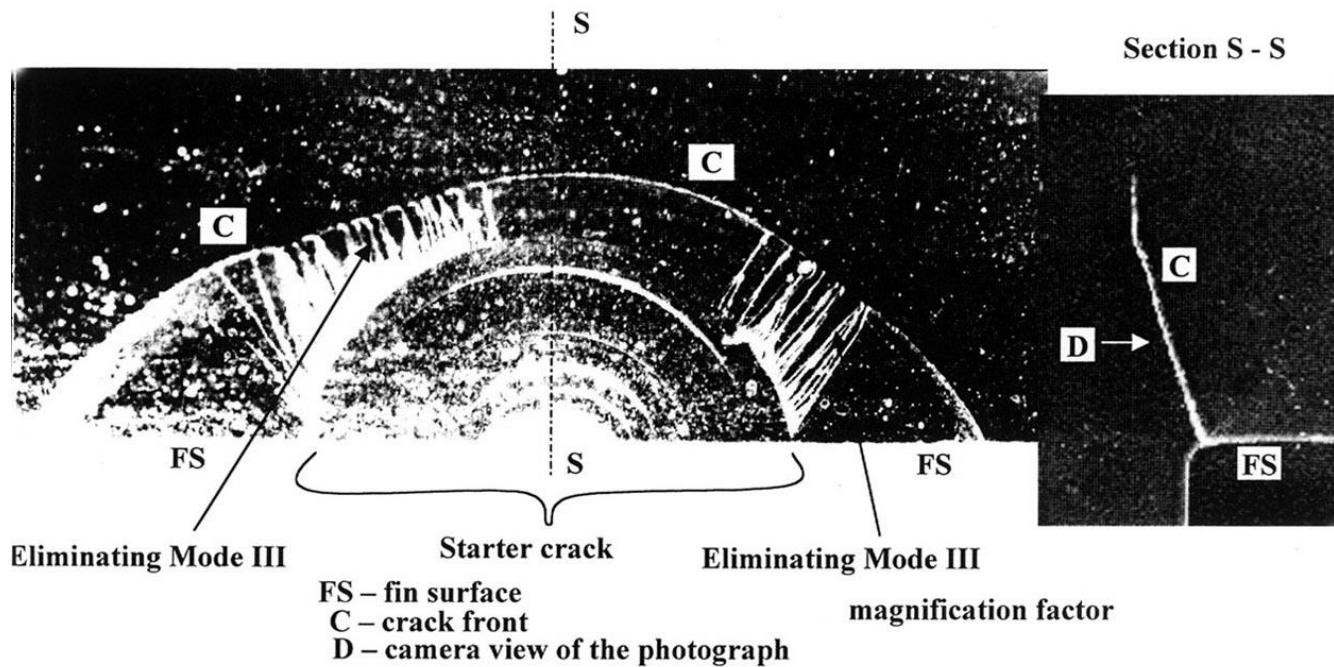 S
Section S - S
C
C
C
D
FS
S
FS
FS
Eliminating Mode III
Starter crack
Eliminating Mode III
FS – fin surface
magnification factor
C – crack front
D – camera view of the photograph